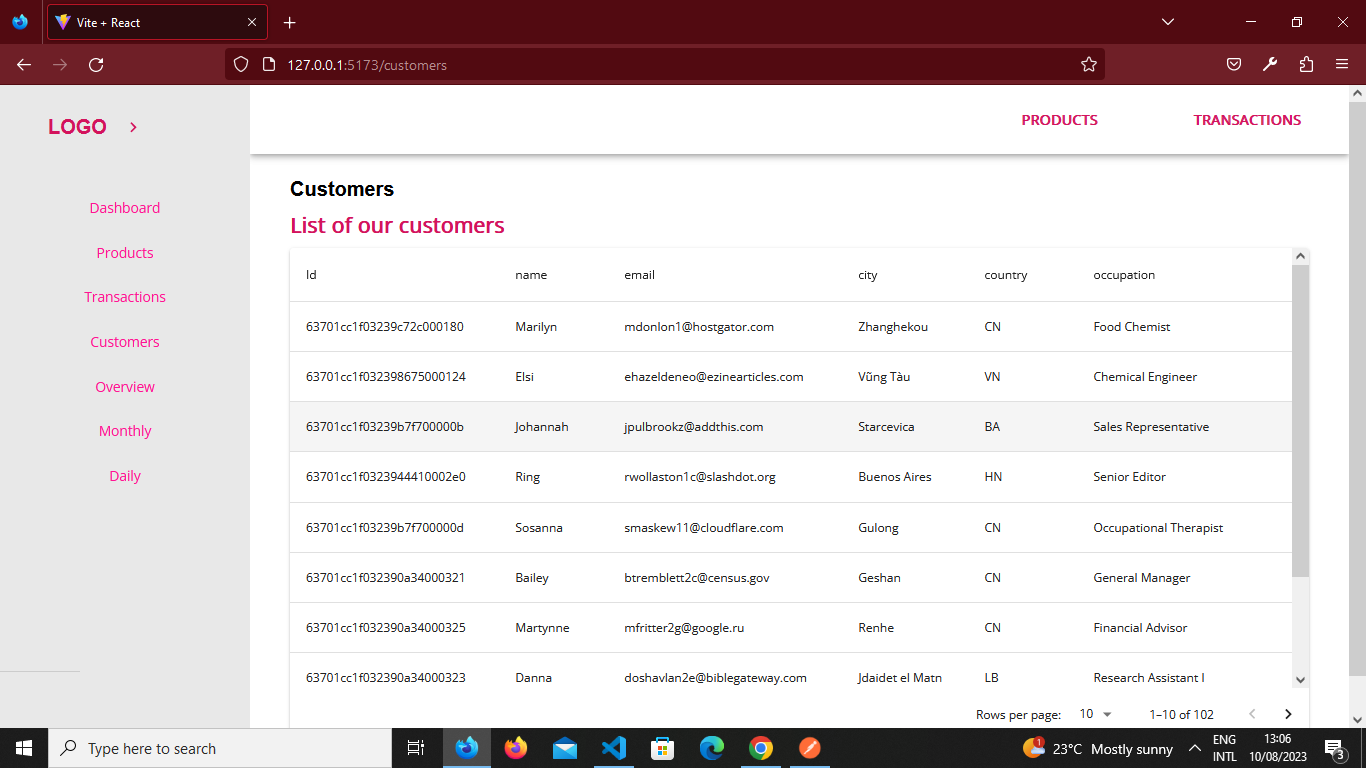 Vite + React
127.0.0.1:5173/customers
LOGO
PRODUCTS TRANSACTIONS
Dashboard
Products
Transactions
Customers
Overview
Monthly
Daily
Customers
List of our customers
Id name email city country occupation
63701cc1f03239c72c000180 Marilyn mdonlon1@hostgator.com Zhanghekou CN Food Chemist
63701cc1f032398675000124 Elsi ehazeldeneo@ezinearticles.com Vũng Tàu VN Chemical Engineer
63701cc1f03239b7f700000b Johannah jpulbrookz@addthis.com Starcevica BA Sales Representative
63701cc1f0323944410002e0 Ring rwollaston1c@slashdot.org Buenos Aires HN Senior Editor
63701cc1f03239b7f700000d Sosanna smaskew11@cloudflare.com Gulong CN Occupational Therapist
63701cc1f032390a34000321 Bailey btremblett2c@census.gov Geshan CN General Manager
63701cc1f032390a34000325 Martynne mfritter2g@google.ru Renhe CN Financial Advisor
63701cc1f032390a34000323 Danna doshavlan2e@biblegateway.com Jdaidet el Matn LB Research Assistant I
Rows per page: 10 1–10 of 102
Type here to search
1
23°C Mostly sunny
ENG
INTL
13:06
10/08/2023
3